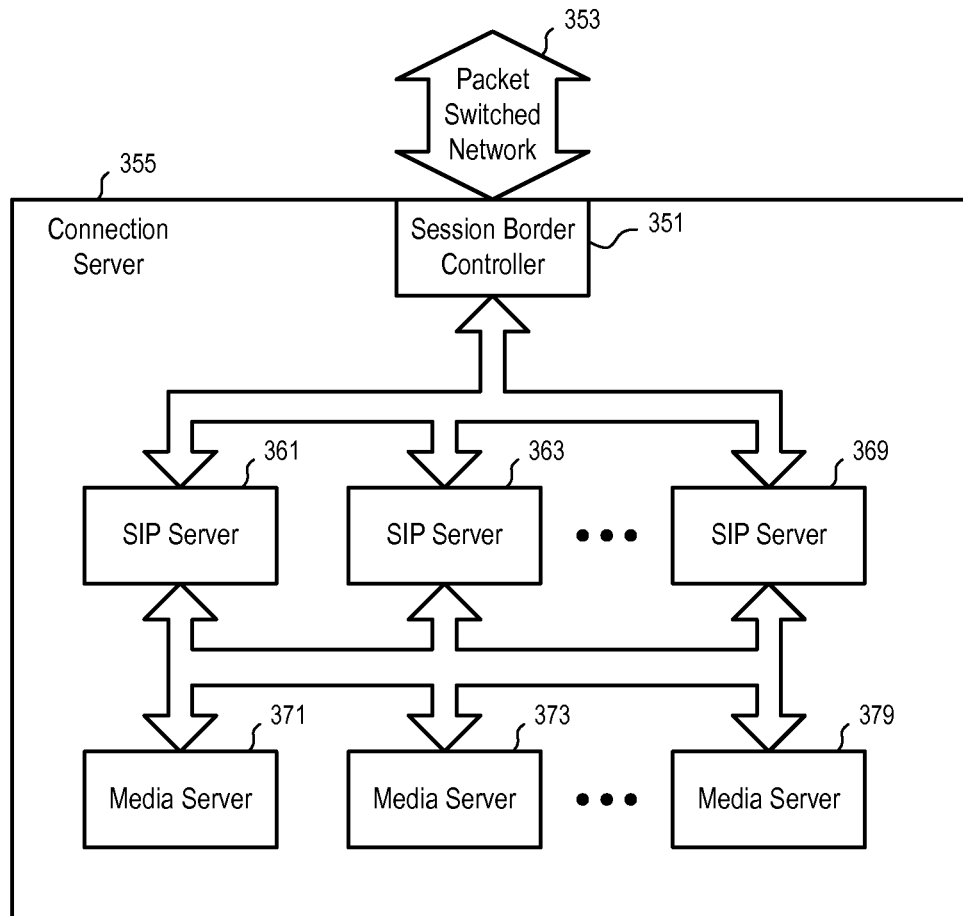 353
Packet
Switched
Network
355
Connection
Server
Session Border
Controller
351
361
363
369
SIP Server
SIP Server
SIP Server
371
373
379
Media Server
Media Server
Media Server